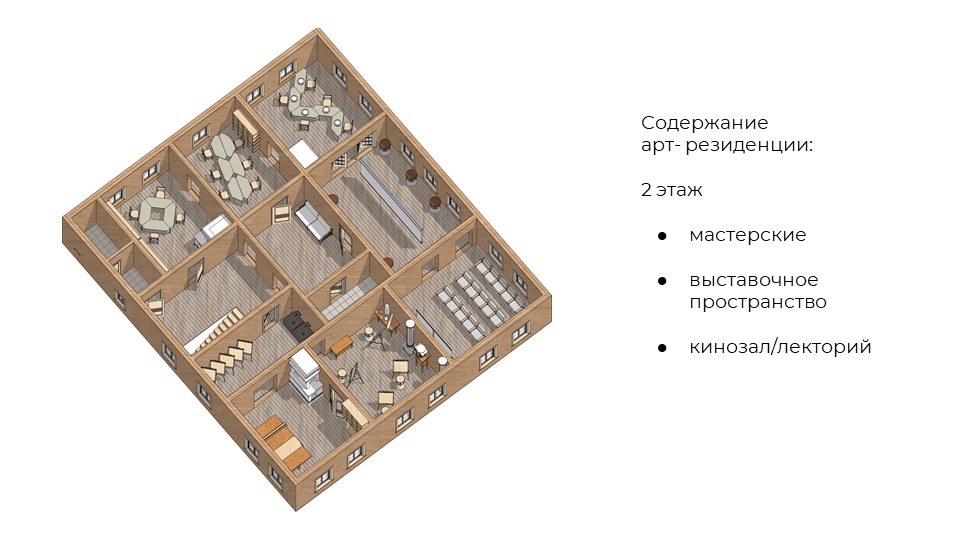 Содержание
арт- резиденции:
2 этаж
● мастерские
● выставочное
пространство
● кинозал/лекторий